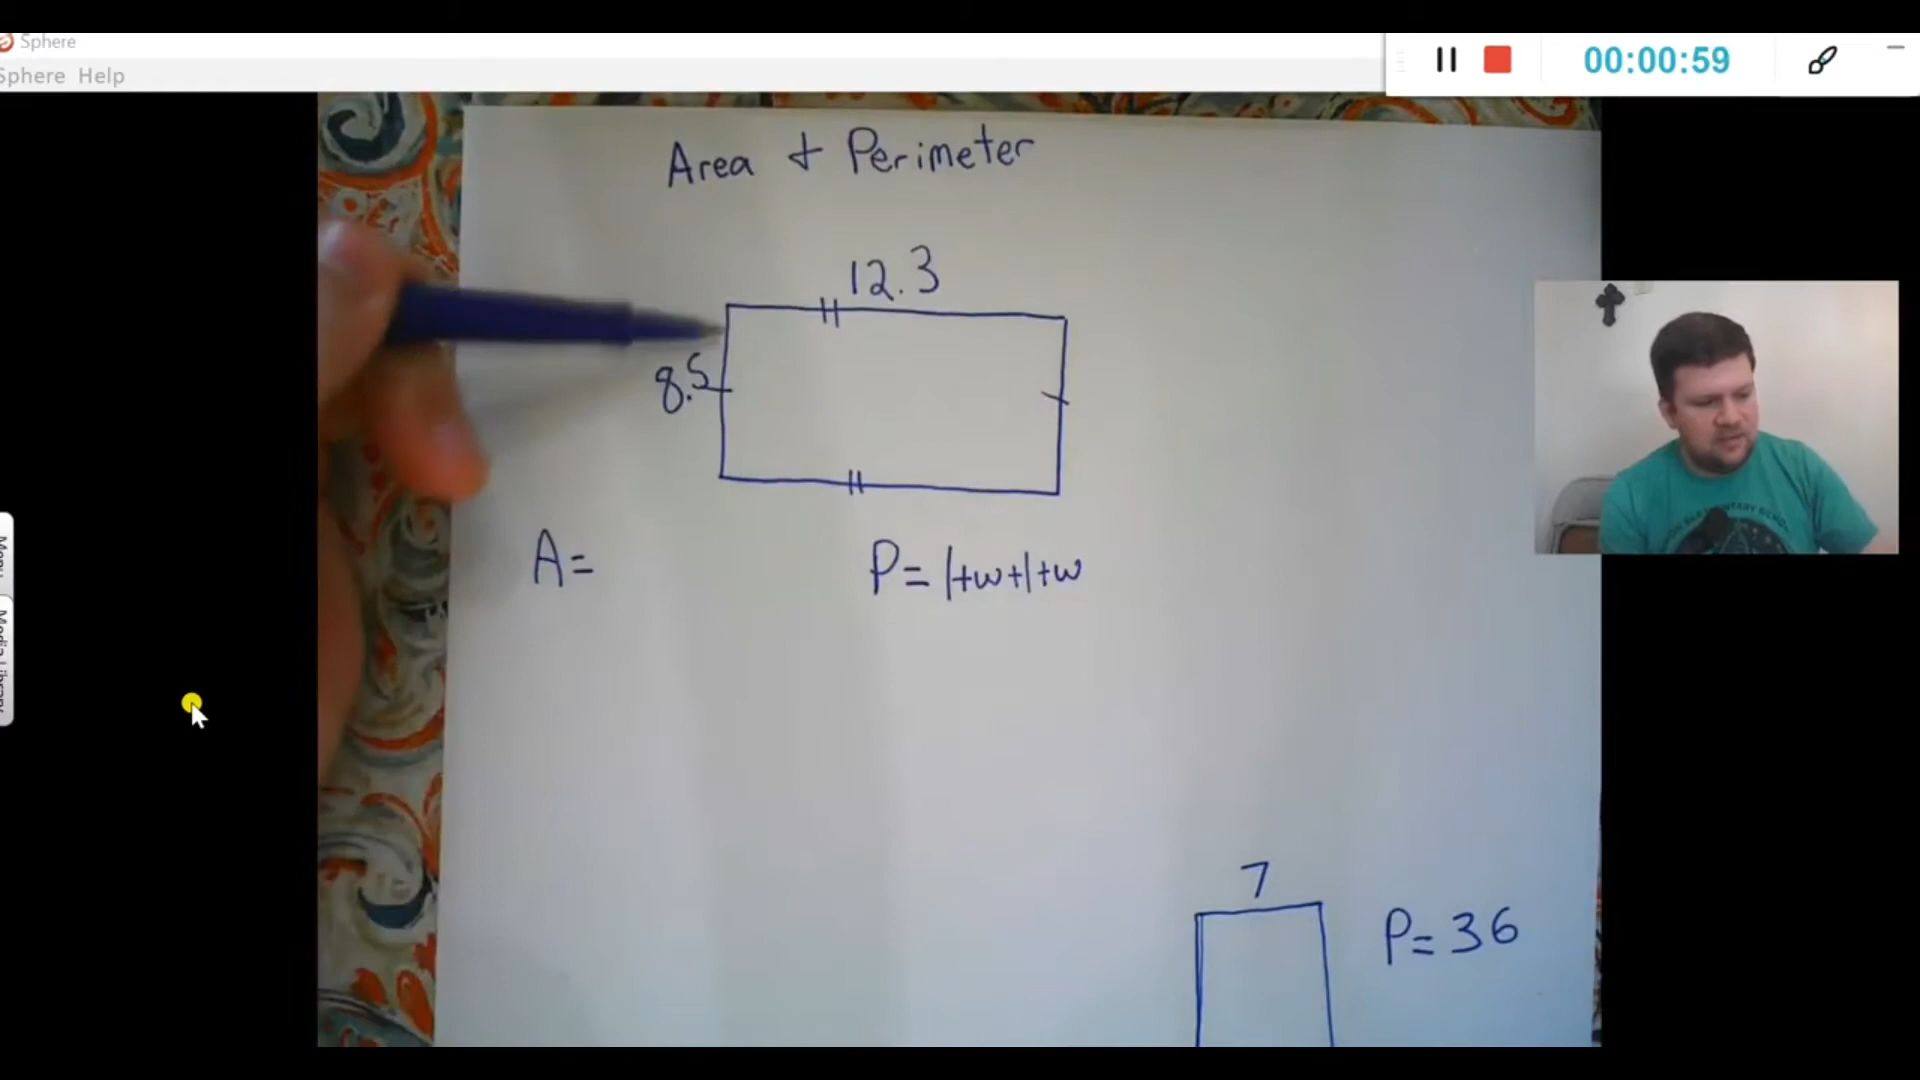 Sphere
Sphere Help
00:00:59
Area + Perimeter
12.3
8.5
A=
P= l+w+l+w
7
P= 36